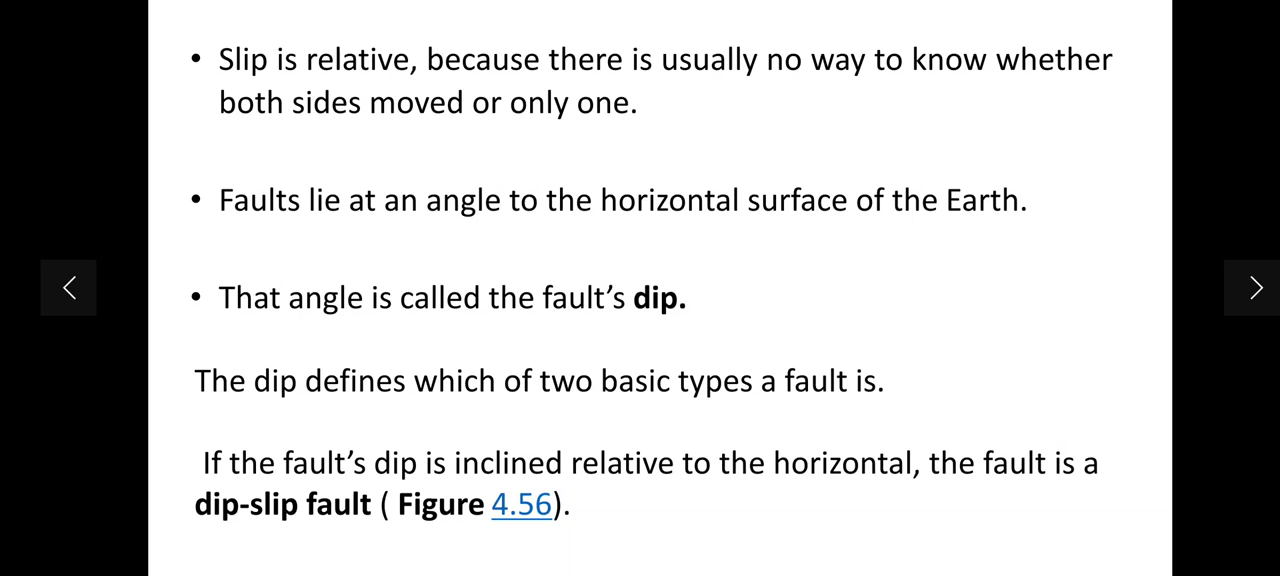 • Slip is relative, because there is usually no way to know whether
both sides moved or only one.
• Faults lie at an angle to the horizontal surface of the Earth.
• That angle is called the fault’s dip.
The dip defines which of two basic types a fault is.
If the fault’s dip is inclined relative to the horizontal, the fault is a
dip-slip fault ( Figure 4.56).